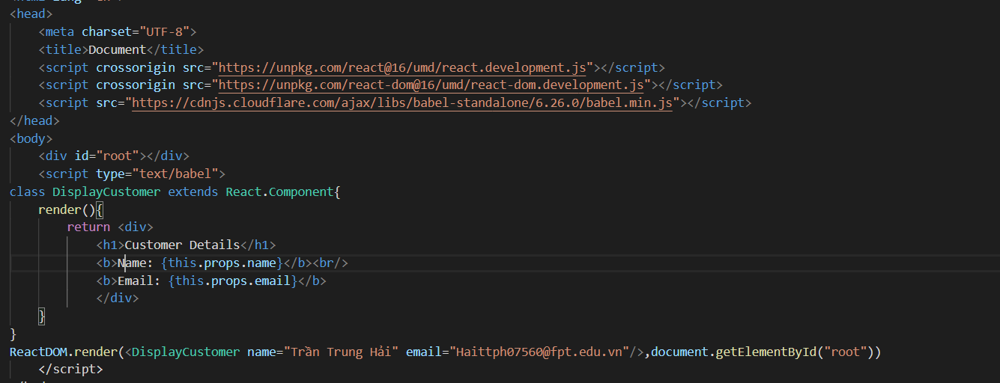 <head>
<meta charset="UTF-8">
<title>Document</title>
<script crossorigin src="https://unpkg.com/react@16/umd/react.development.js"></script>
<script crossorigin src="https://unpkg.com/react-dom@16/umd/react-dom.development.js"></script>
<script src="https://cdnjs.cloudflare.com/ajax/libs/babel-standalone/6.26.0/babel.min.js"></script>
</head>
<body>
<div id="root"></div>
<script type="text/babel">
class DisplayCustomer extends React.Component{
render(){
return <div>
<h1>Customer Details</h1>
<b>Name: {this.props.name}</b><br/>
<b>Email: {this.props.email}</b>
</div>
}
}
ReactDOM.render(<DisplayCustomer name="Trần Trung Hải" email="Haittph07560@fpt.edu.vn"/>,document.getElementById("root"))
</script>